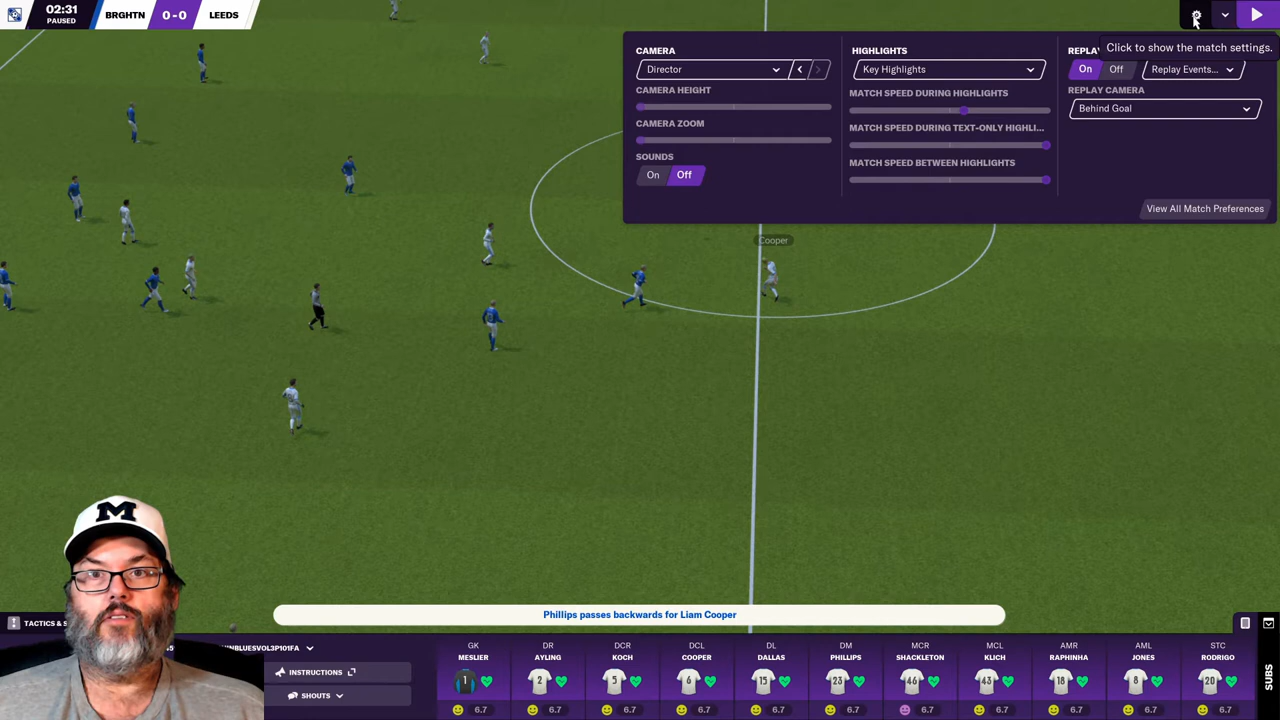 02:31
PAUSED
BRGHTN
0-0
LEEDS
Click to show the match settings.
CAMERA
Director
CAMERA HEIGHT
CAMERA ZOOM
SOUNDS
On
Off
HIGHLIGHTS
Key Highlights
MATCH SPEED DURING HIGHLIGHTS
MATCH SPEED DURING TEXT-ONLY HIGHLI...
MATCH SPEED BETWEEN HIGHLIGHTS
On
Off
Replay Events...
REPLAY CAMERA
Behind Goal
View All Match Preferences
Cooper
M
Phillips passes backwards for Liam Cooper
TACTICS & S
INSTRUCTIONS
SHOUTS
GK DR DCR DCL DL DM MCR MCL AMR AML STC
MESLIER AYLING KOCH COOPER DALLAS PHILLIPS SHACKLETON KLICH RAPHINHA JONES RODRIGO
1 2 5 6 15 23 46 43 18 8 20
6.7 6.7 6.7 6.7 6.7 6.7 6.7 6.7 6.7 6.7
SUBS